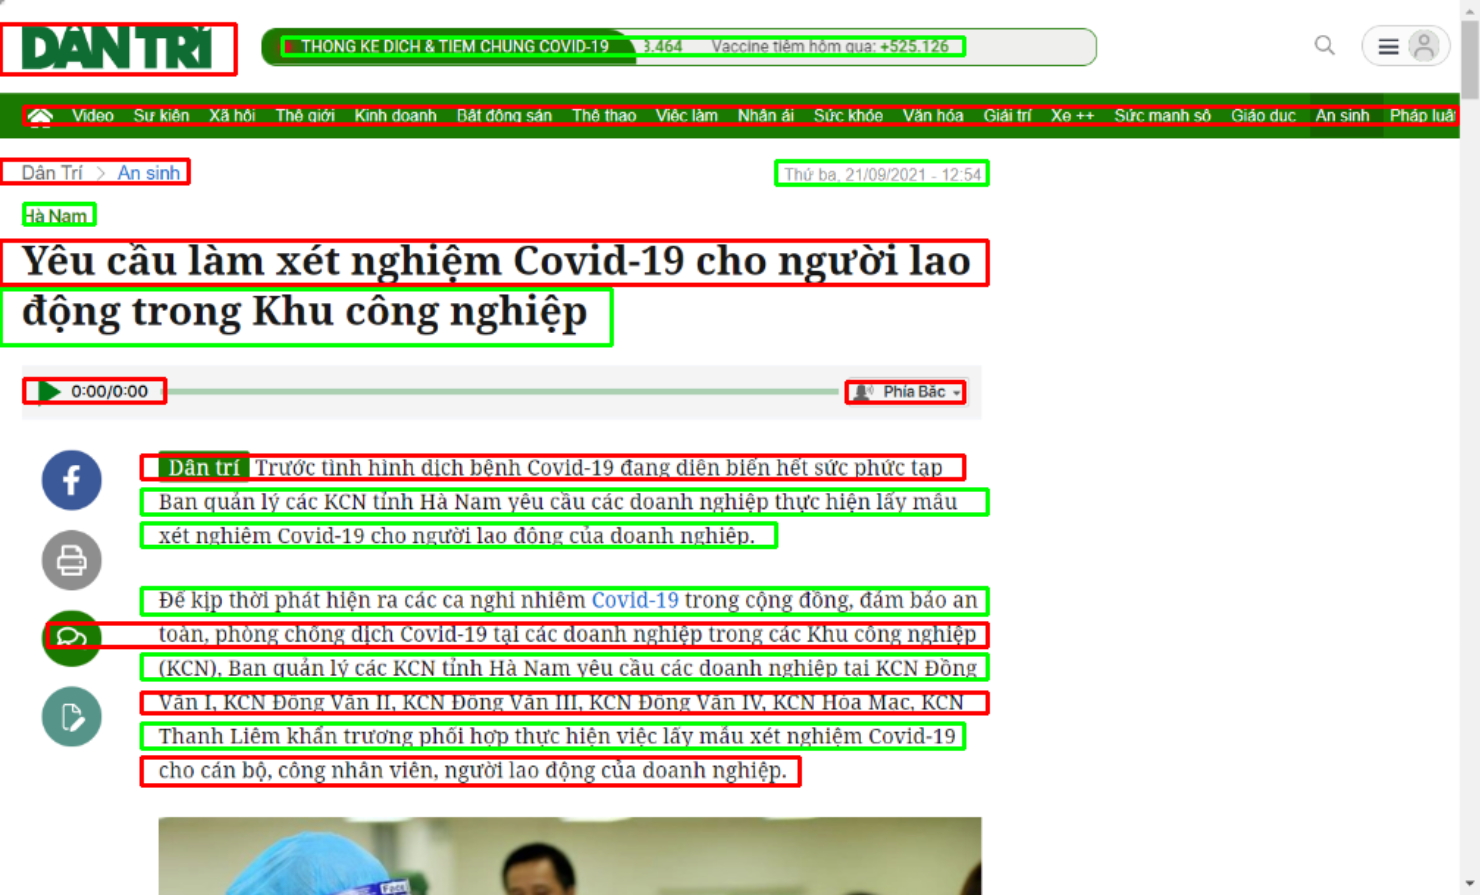 DÂN TRÍ
THỐNG KÊ DỊCH & TIÊM CHỦNG COVID-19 3.464 Vaccine tiêm hôm qua: +525.126
Video Sự kiện Xã hội Thế giới Kinh doanh Bất động sản Thể thao Việc làm Nhân ái Sức khỏe Văn hóa Giải trí Xe ++ Sức mạnh số Giáo dục An sinh Pháp luật
Dân Trí > An sinh
Thứ ba, 21/09/2021 - 12:54
Hà Nam
Yêu cầu làm xét nghiệm Covid-19 cho người lao
động trong Khu công nghiệp
0:00/0:00 Phía Bắc
Dân trí Trước tình hình dịch bệnh Covid-19 đang diễn biến hết sức phức tạp
Ban quản lý các KCN tỉnh Hà Nam yêu cầu các doanh nghiệp thực hiện lấy mẫu
xét nghiệm Covid-19 cho người lao động của doanh nghiệp.
Để kịp thời phát hiện ra các ca nghi nhiễm Covid-19 trong cộng đồng, đảm bảo an
toàn, phòng chống dịch Covid-19 tại các doanh nghiệp trong các Khu công nghiệp
(KCN), Ban quản lý các KCN tỉnh Hà Nam yêu cầu các doanh nghiệp tại KCN Đồng
Văn I, KCN Đồng Văn II, KCN Đồng Văn III, KCN Đồng Văn IV, KCN Hòa Mạc, KCN
Thanh Liêm khẩn trương phối hợp thực hiện việc lấy mẫu xét nghiệm Covid-19
cho cán bộ, công nhân viên, người lao động của doanh nghiệp.
Face